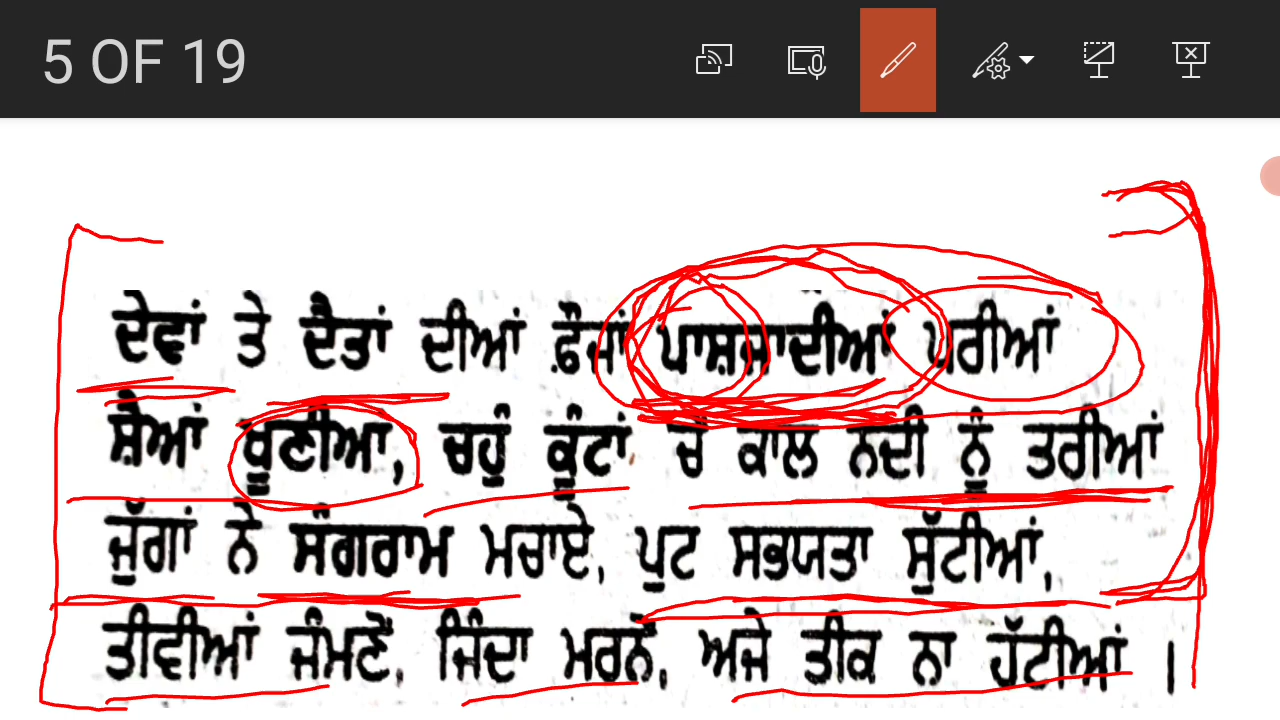 5 OF 19
ਦੇਵਾਂ ਤੇ ਦੈਤਾਂ ਦੀਆਂ ਫ਼ੌਜਾਂ ਪਾਸ਼ਜਾਦੀਆਂ ਪਰੀਆਂ
ਸ਼ੈਆਂ ਖੂਣੀਆ, ਚਹੁੰ ਕੂੰਟਾਂ ਚੋਂ ਕਾਲ ਨਦੀ ਨੂੰ ਤਰੀਆਂ
ਜੁੱਗਾਂ ਨੇ ਸੰਗਰਾਮ ਮਚਾਏ, ਪੁਟ ਸਭਯਤਾ ਸੁੱਟੀਆਂ,
ਤੀਵੀਆਂ ਜੰਮਣੋਂ, ਜਿੰਦਾ ਮਰਨੋਂ, ਅਜੇ ਤੀਕ ਨਾ ਹੱਟੀਆਂ ।